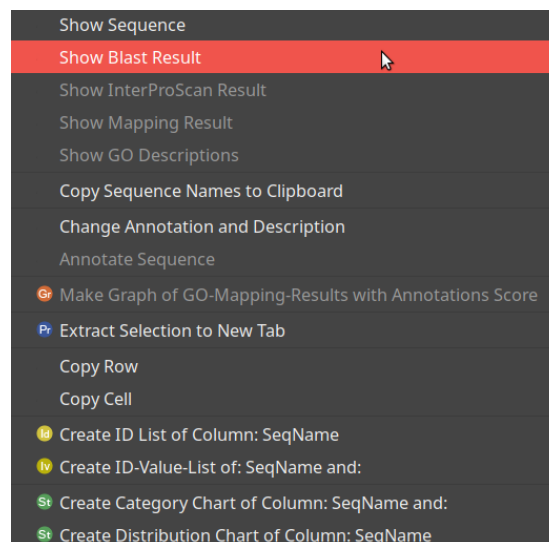 Show Sequence
Show Blast Result
Show InterProScan Result
Show Mapping Result
Show GO Descriptions
Copy Sequence Names to Clipboard
Change Annotation and Description
Annotate Sequence
Gr Make Graph of GO-Mapping-Results with Annotations Score
Pr Extract Selection to New Tab
Copy Row
Copy Cell
Id Create ID List of Column: SeqName
Iv Create ID-Value-List of: SeqName and:
St Create Category Chart of Column: SeqName and:
St Create Distribution Chart of Column: SeqName